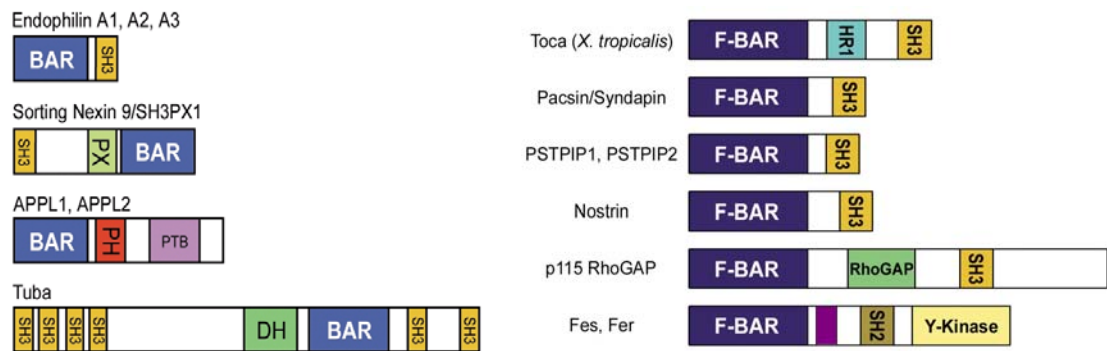 Endophilin A1, A2, A3
BAR SH3
Sorting Nexin 9/SH3PX1
SH3 PX BAR
APPL1, APPL2
BAR PH PTB
Tuba
SH3 SH3 SH3 SH3 DH BAR SH3 SH3
Toca (X. tropicalis) F-BAR HR1 SH3
Pacsin/Syndapin F-BAR SH3
PSTPIP1, PSTPIP2 F-BAR SH3
Nostrin F-BAR SH3
p115 RhoGAP F-BAR RhoGAP SH3
Fes, Fer F-BAR SH2 Y-Kinase